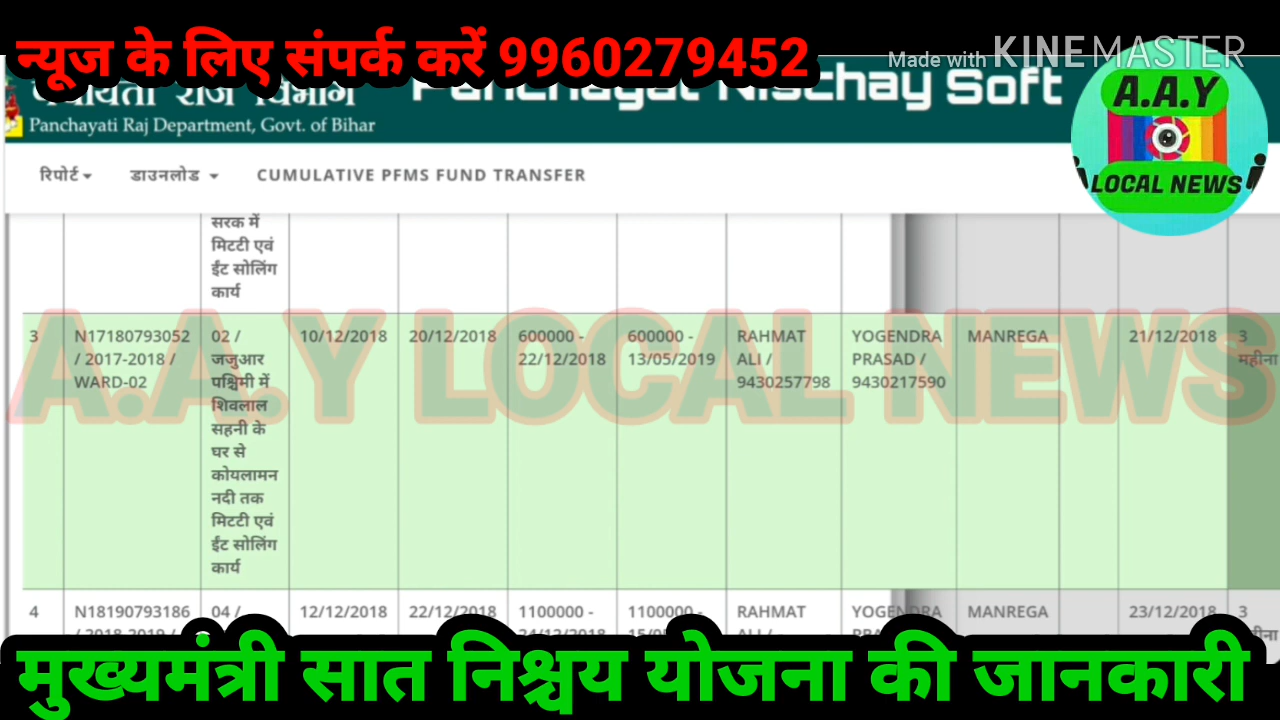 न्यूज के लिए संपर्क करें 9960279452
Made with KINEMASTER
Panchayat Nischay Soft
Panchayati Raj Department, Govt. of Bihar
A.A.Y
LOCAL NEWS
रिपोर्ट
डाउनलोड
CUMULATIVE PFMS FUND TRANSFER
सरक में
मिटटी एवं
ईंट सोलिंग
कार्य
3
N17180793052
/ 2017-2018 /
WARD-02
02 /
जजुआर
पश्चिमी में
शिवलाल
सहनी के
घर से
कोयलामन
नदी तक
मिटटी एवं
ईंट सोलिंग
कार्य
10/12/2018
20/12/2018
600000 -
22/12/2018
600000 -
13/05/2019
RAHMAT
ALI /
9430257798
YOGENDRA
PRASAD /
9430217590
MANREGA
21/12/2018
3
महीना
A.A.Y LOCAL NEWS
4
N18190793186
04 /
12/12/2018
22/12/2018
1100000 -
1100000 -
RAHMAT
YOGENDRA
MANREGA
23/12/2018
3
मुख्यमंत्री सात निश्चय योजना की जानकारी